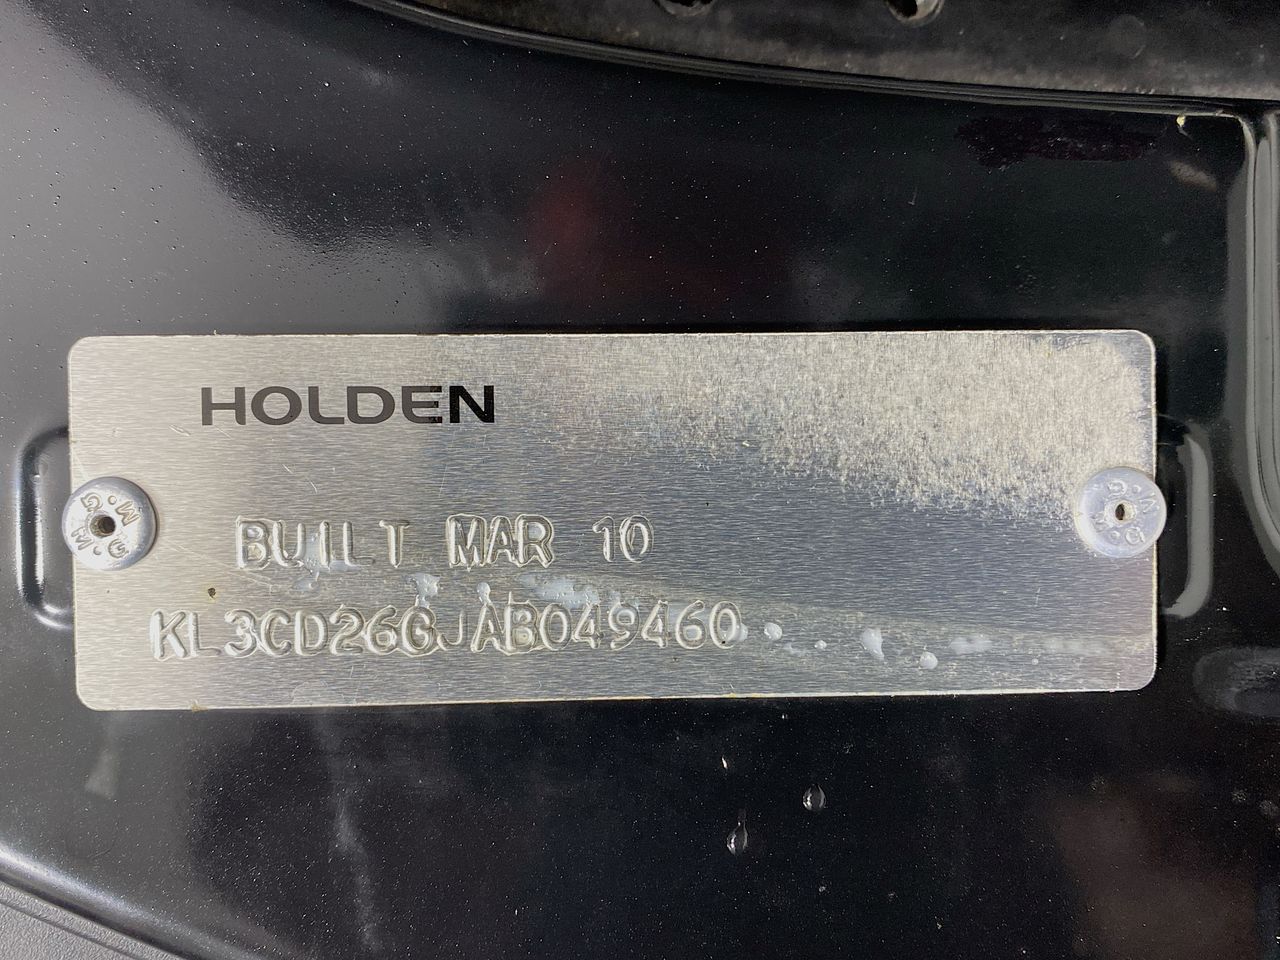 HOLDEN
BUILT MAR 10
KL3CD26GJAB049460
G.M
G.M.